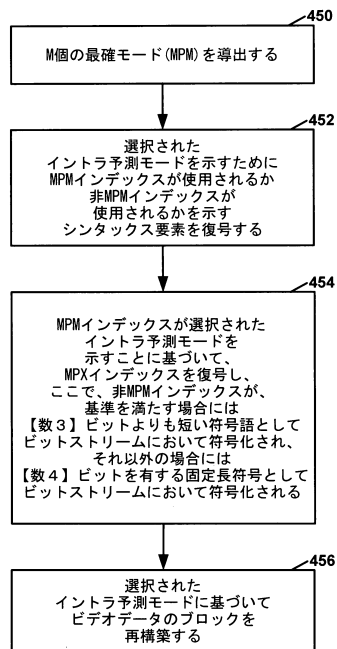 450
M個の最確モード(MPM)を導出する
452
選択された
イントラ予測モードを示すために
MPMインデックスが使用されるか
非MPMインデックスが
使用されるかを示す
シンタックス要素を復号する
454
MPMインデックスが選択された
イントラ予測モードを
示すことに基づいて、
MPXインデックスを復号し、
ここで、非MPMインデックスが、
基準を満たす場合には
【数3】ビットよりも短い符号語として
ビットストリームにおいて符号化され、
それ以外の場合には
【数4】ビットを有する固定長符号として
ビットストリームにおいて符号化される
456
選択された
イントラ予測モードに基づいて
ビデオデータのブロックを
再構築する